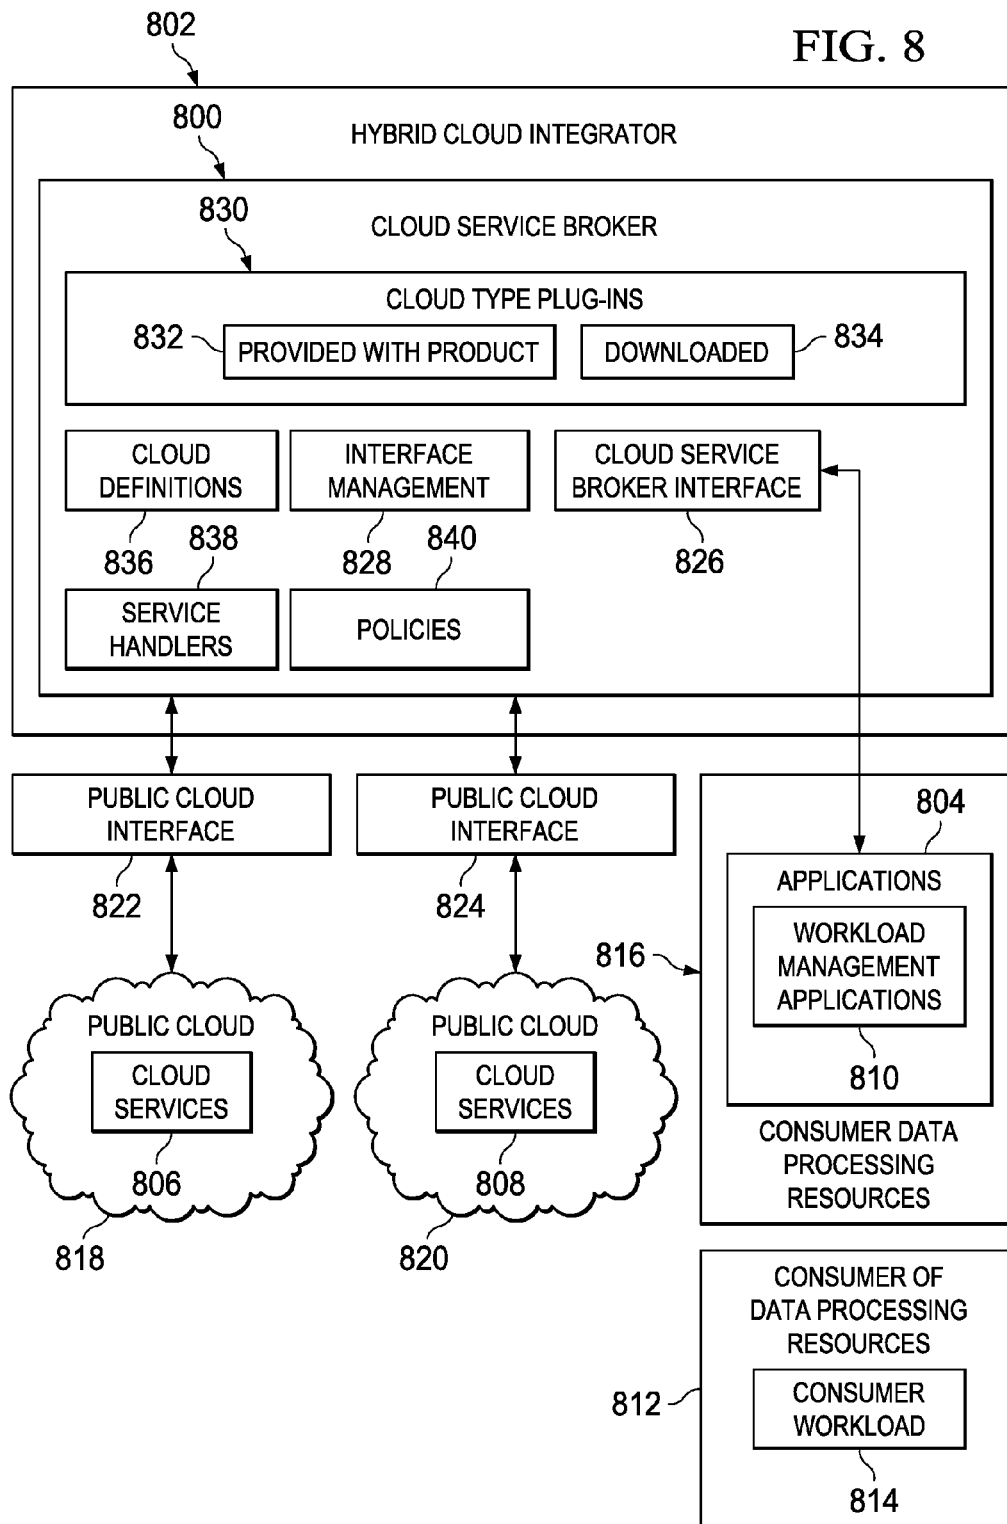 802
FIG. 8
800
HYBRID CLOUD INTEGRATOR
830
CLOUD SERVICE BROKER
CLOUD TYPE PLUG-INS
832
PROVIDED WITH PRODUCT
DOWNLOADED
834
CLOUD
DEFINITIONS
INTERFACE
MANAGEMENT
CLOUD SERVICE
BROKER INTERFACE
836
838
828
840
826
SERVICE
HANDLERS
POLICIES
PUBLIC CLOUD
INTERFACE
822
PUBLIC CLOUD
INTERFACE
824
804
APPLICATIONS
WORKLOAD
MANAGEMENT
APPLICATIONS
810
816
CONSUMER DATA
PROCESSING
RESOURCES
PUBLIC CLOUD
CLOUD
SERVICES
806
818
PUBLIC CLOUD
CLOUD
SERVICES
808
820
CONSUMER OF
DATA PROCESSING
RESOURCES
812
CONSUMER
WORKLOAD
814